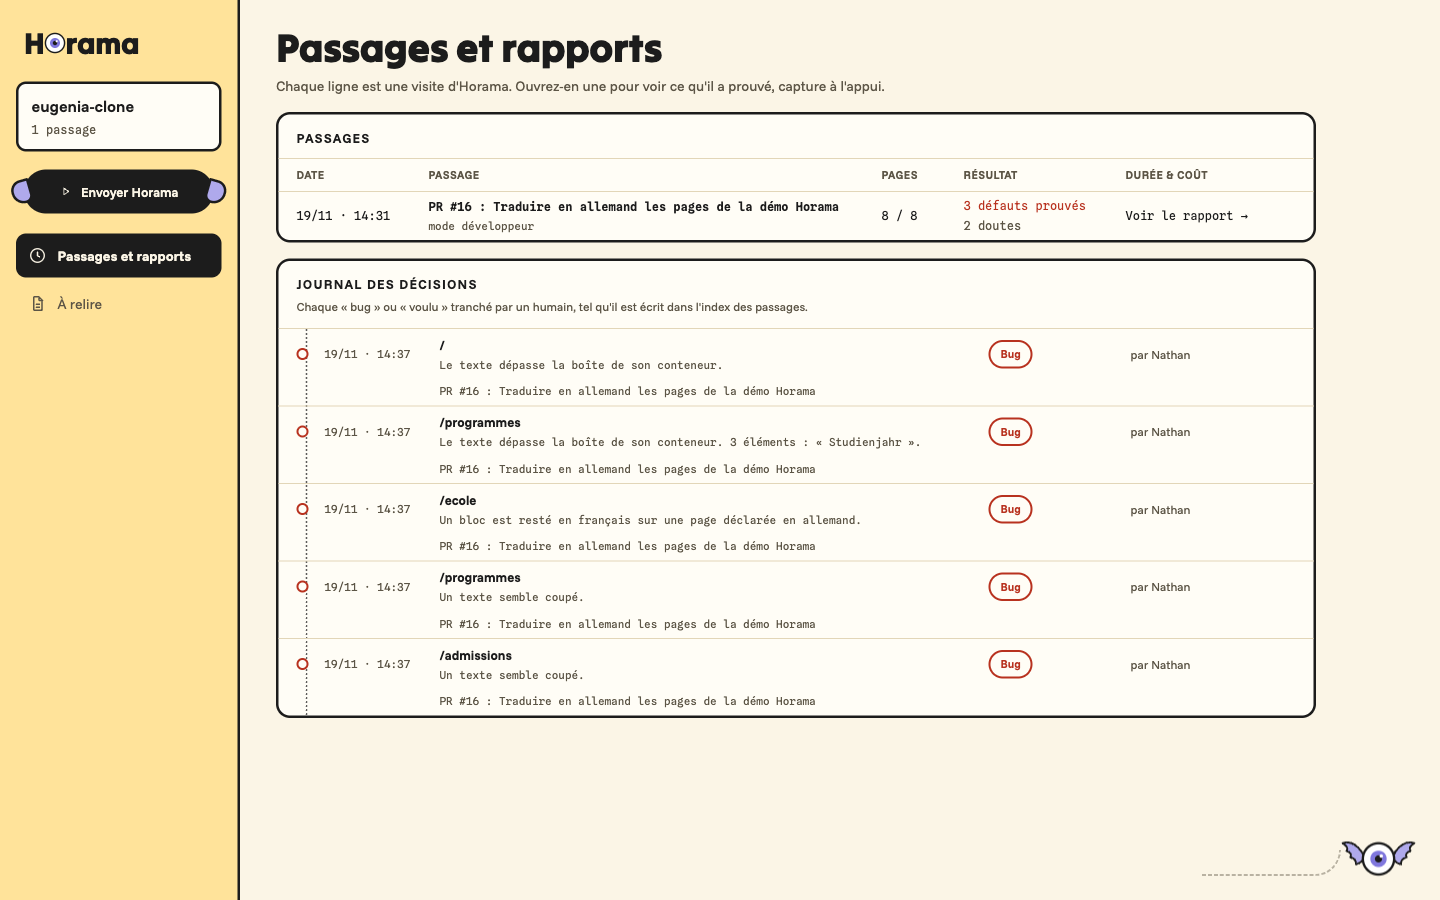 Horama
eugenia-clone
1 passage
Envoyer Horama
Passages et rapports
À relire
Passages et rapports
Chaque ligne est une visite d'Horama. Ouvrez-en une pour voir ce qu'il a prouvé, capture à l'appui.
PASSAGES
DATE PASSAGE PAGES RÉSULTAT DURÉE & COÛT
19/11 · 14:31 PR #16 : Traduire en allemand les pages de la démo Horama 8 / 8 3 défauts prouvés Voir le rapport →
mode développeur 2 doutes
JOURNAL DES DÉCISIONS
Chaque « bug » ou « voulu » tranché par un humain, tel qu'il est écrit dans l'index des passages.
19/11 · 14:37 / Bug par Nathan
Le texte dépasse la boîte de son conteneur.
PR #16 : Traduire en allemand les pages de la démo Horama
19/11 · 14:37 /programmes Bug par Nathan
Le texte dépasse la boîte de son conteneur. 3 éléments : « Studienjahr ».
PR #16 : Traduire en allemand les pages de la démo Horama
19/11 · 14:37 /ecole Bug par Nathan
Un bloc est resté en français sur une page déclarée en allemand.
PR #16 : Traduire en allemand les pages de la démo Horama
19/11 · 14:37 /programmes Bug par Nathan
Un texte semble coupé.
PR #16 : Traduire en allemand les pages de la démo Horama
19/11 · 14:37 /admissions Bug par Nathan
Un texte semble coupé.
PR #16 : Traduire en allemand les pages de la démo Horama